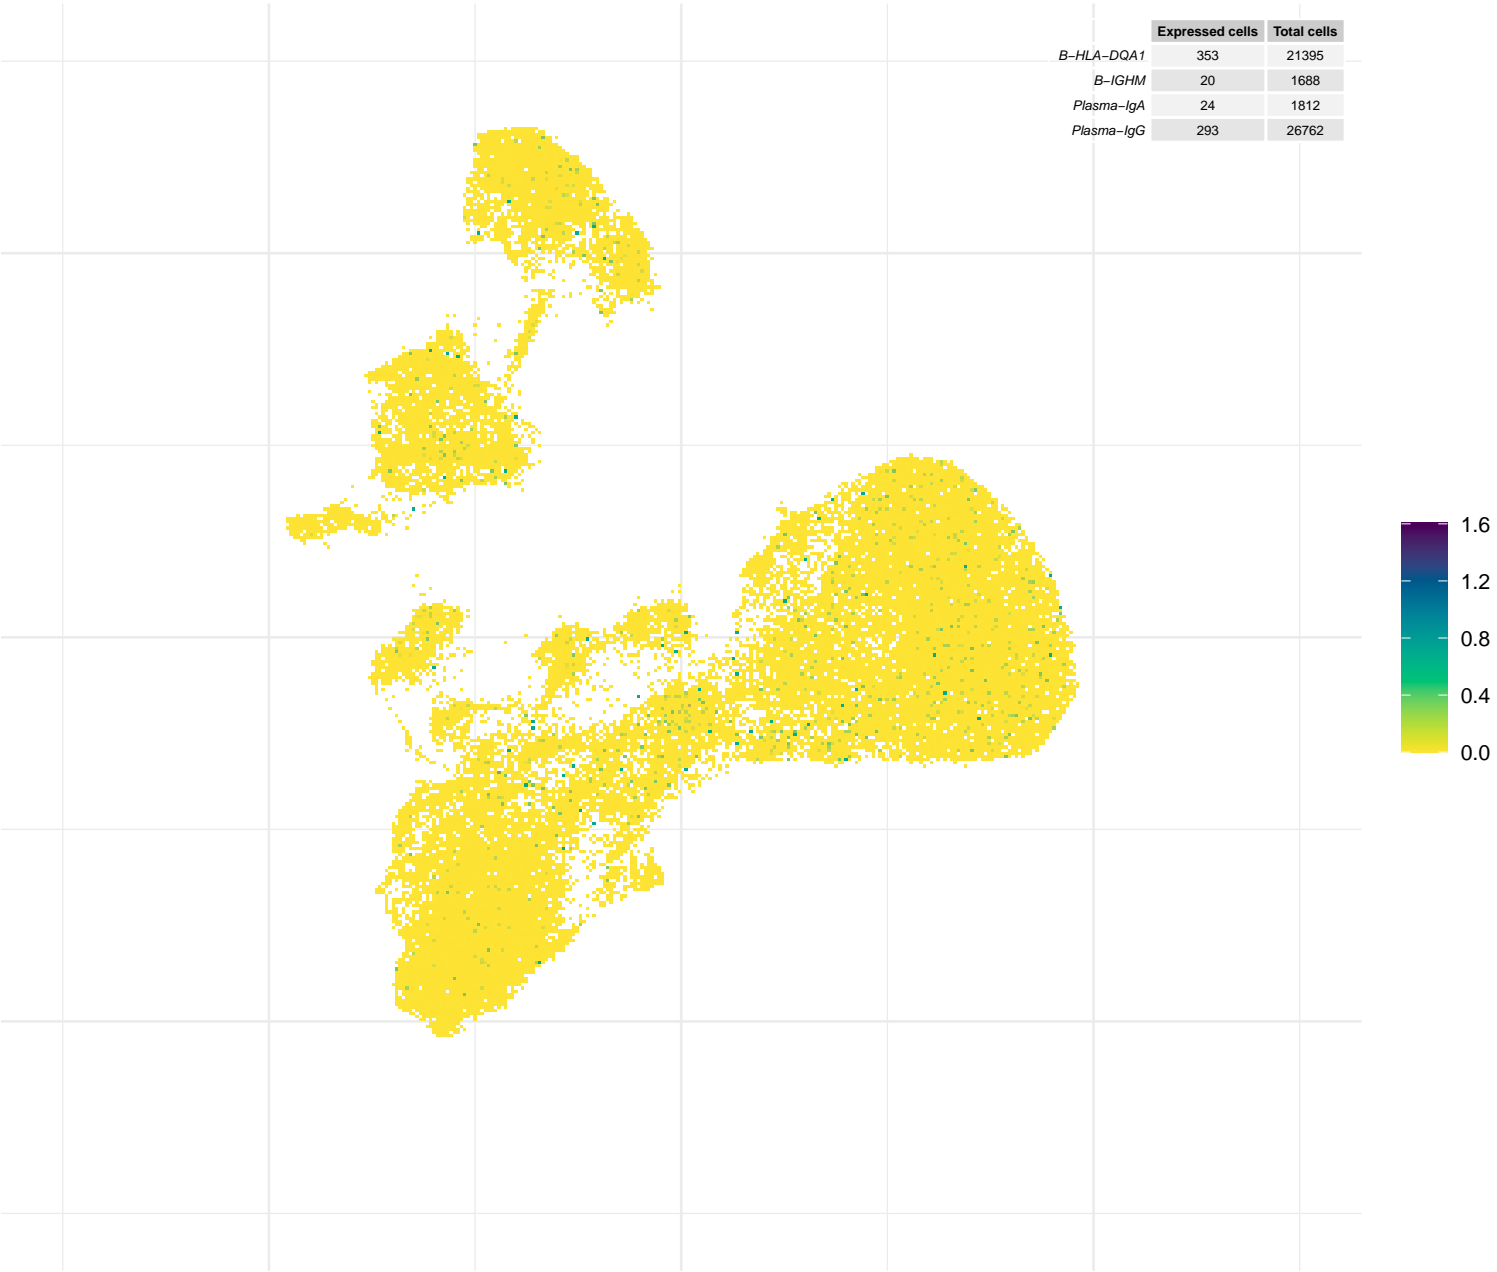 Expressed cells Total cells
B−HLA−DQA1 353 21395
B−IGHM 20 1688
Plasma−IgA 24 1812
Plasma−IgG 293 26762
1.6
1.2
0.8
0.4
0.0